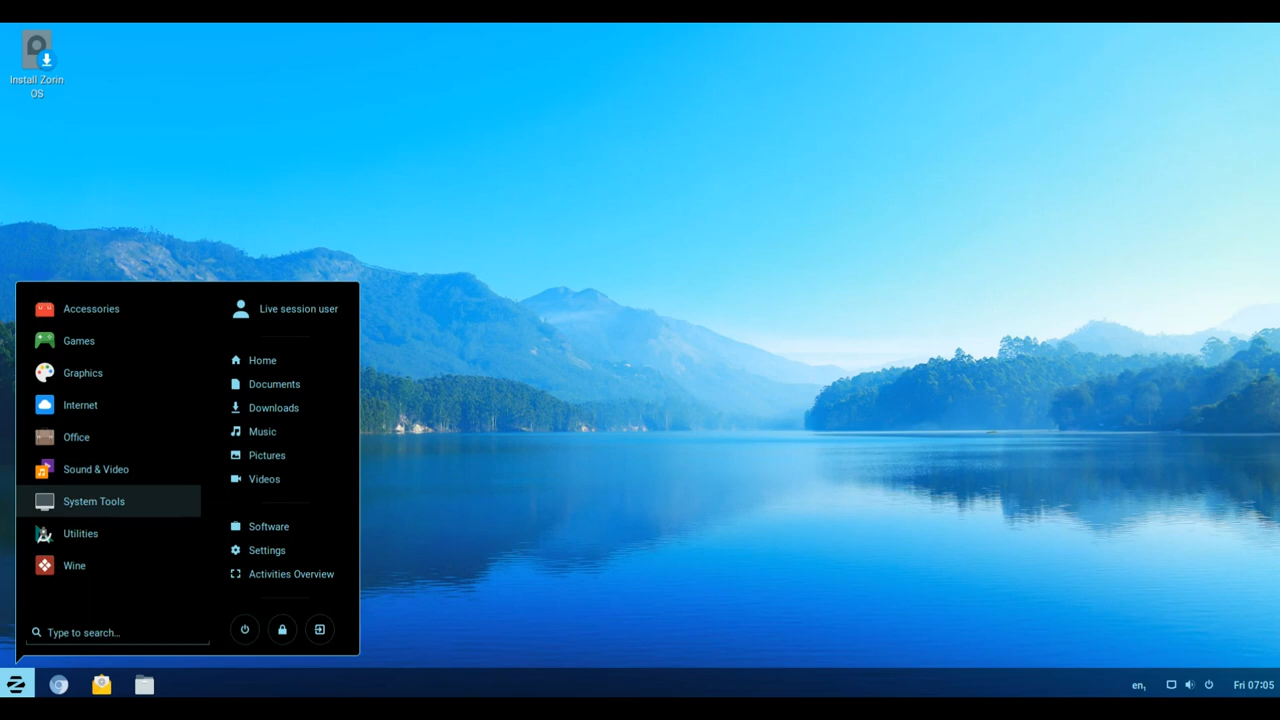 Install Zorin
OS
Accessories
Games
Graphics
Internet
Office
Sound & Video
System Tools
Utilities
Wine
Type to search...
Live session user
Home
Documents
Downloads
Music
Pictures
Videos
Software
Settings
Activities Overview
en₁
Fri 07:05